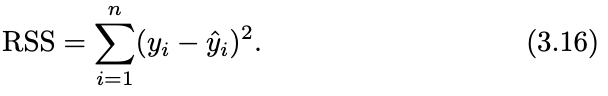 RSS = \sum_{i=1}^{n} (y_i - \hat{y}_i)^2. (3.16)